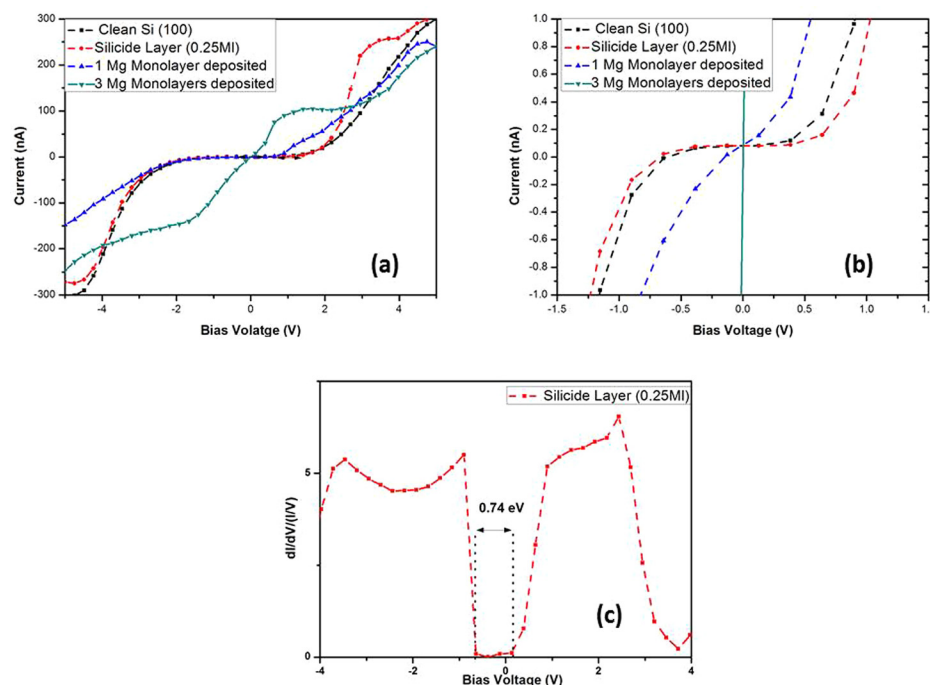 300
200
100
0
-100
-200
-300
Current (nA)
Clean Si (100)
Silicide Layer (0.25Ml)
1 Mg Monolayer deposited
3 Mg Monolayers deposited
(a)
-4
-2
0
2
4
Bias Volatge (V)
1.0
0.8
0.6
0.4
0.2
0.0
-0.2
-0.4
-0.6
-0.8
-1.0
Current (nA)
Clean Si (100)
Silicide Layer (0.25Ml)
1 Mg Monolayer deposited
3 Mg Monolayers deposited
(b)
-1.5
-1.0
-0.5
0.0
0.5
1.0
1.
Bias Voltage (V)
5
0
dI/dV/(I/V)
Silicide Layer (0.25Ml)
0.74 eV
(c)
-4
-2
0
2
4
Bias Voltage (V)